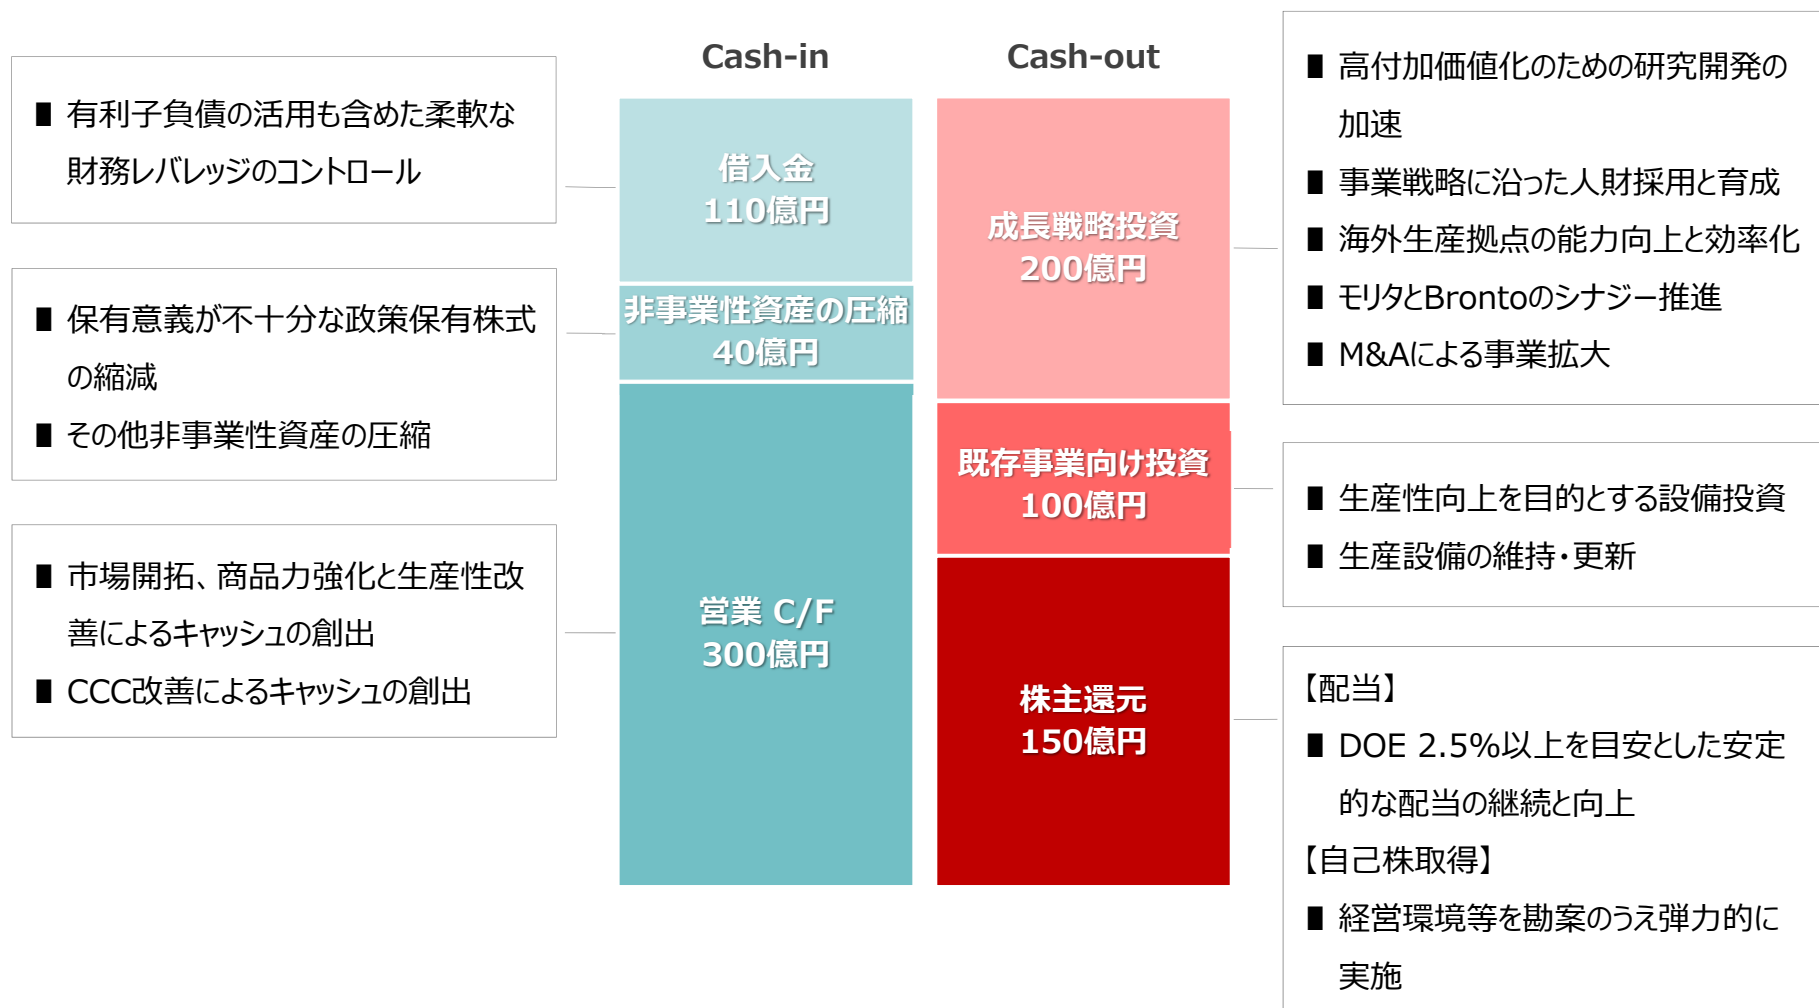 Cash-in
Cash-out
■ 有利子負債の活用も含めた柔軟な
財務レバレッジのコントロール
■ 保有意義が不十分な政策保有株式
の縮減
■ その他非事業性資産の圧縮
■ 市場開拓、商品力強化と生産性改
善によるキャッシュの創出
■ CCC改善によるキャッシュの創出
借入金
110億円
非事業性資産の圧縮
40億円
営業 C/F
300億円
成長戦略投資
200億円
既存事業向け投資
100億円
株主還元
150億円
■ 高付加価値化のための研究開発の
加速
■ 事業戦略に沿った人財採用と育成
■ 海外生産拠点の能力向上と効率化
■ モリタとBrontoのシナジー推進
■ M&Aによる事業拡大
■ 生産性向上を目的とする設備投資
■ 生産設備の維持・更新
【配当】
■ DOE 2.5%以上を目安とした安定
的な配当の継続と向上
【自己株取得】
■ 経営環境等を勘案のうえ弾力的に
実施